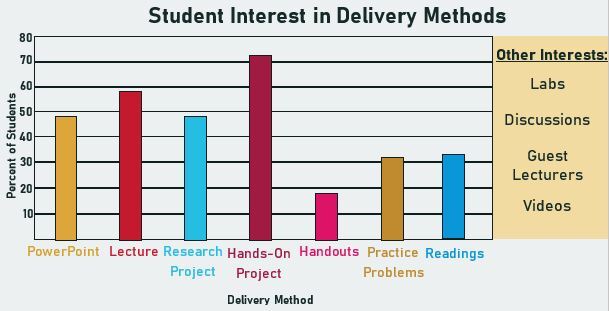 Student Interest in Delivery Methods
80
70
60
50
40
30
20
10
Percent of Students
PowerPoint
Lecture
Research
Project
Hands-On
Project
Handouts
Practice
Problems
Readings
Delivery Method
Other Interests:
Labs
Discussions
Guest
Lecturers
Videos